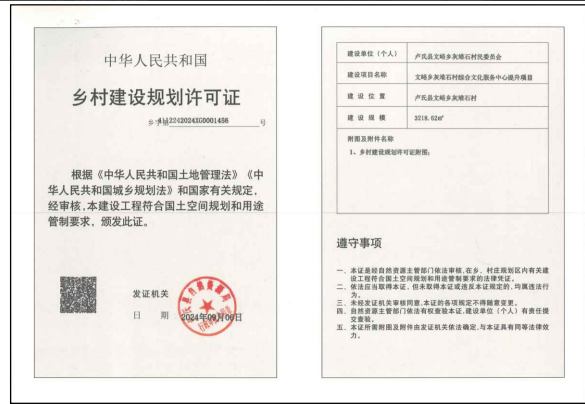 中华人民共和国
乡村建设规划许可证
乡字第4112242024XG0001456号
根据《中华人民共和国土地管理法》《中
华人民共和国城乡规划法》和国家有关规定，
经审核，本建设工程符合国土空间规划和用途
管制要求，颁发此证。
发证机关
日 期 2024年09月06日
建设单位（个人） 卢氏县文峪乡灰堆石村民委员会
建设项目名称 文峪乡灰堆石村综合文化服务中心提升项目
建 设 位 置 卢氏县文峪乡灰堆石村
建 设 规 模 3218.62㎡
附图及附件名称
1、乡村建设规划许可证附图；
遵守事项
一、本证是经自然资源主管部门依法审核，在乡、村庄规划区内有关建
设工程符合国土空间规划和用途管制要求的法律凭证。
二、依法应当取得本证，但未取得本证或违反本证规定的，均属违法行
为。
三、未经发证机关审核同意，本证的各项规定不得随意变更。
四、自然资源主管部门依法有权查验本证，建设单位（个人）有责任提
交查验。
五、本证所需附图及附件由发证机关依法确定，与本证具有同等法律效
力。